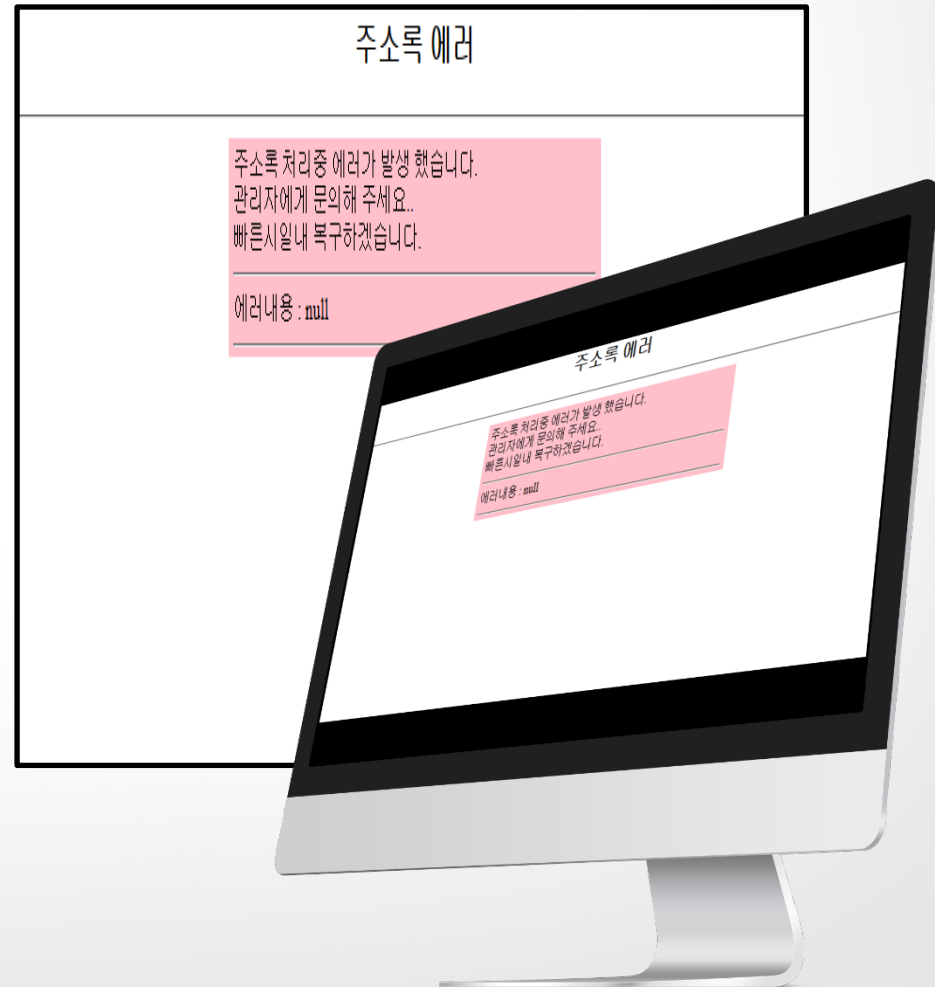 주소록 에러
주소록 처리중 에러가 발생 했습니다.
관리자에게 문의해 주세요..
빠른시일내 복구하겠습니다.
에러내용 : null
주소록 에러
주소록 처리중 에러가 발생 했습니다.
관리자에게 문의해 주세요..
빠른시일내 복구하겠습니다.
에러내용 : null